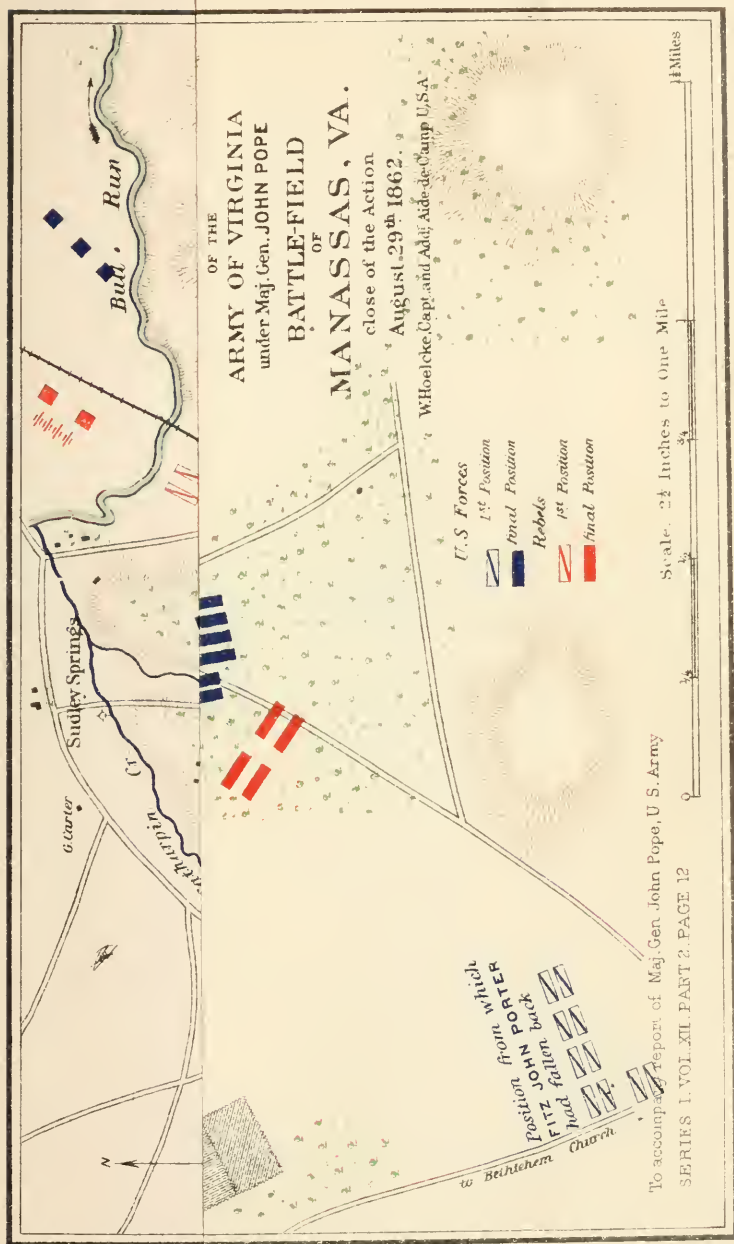 OF THE
ARMY OF VIRGINIA
under Maj. Gen. JOHN POPE
BATTLE-FIELD
OF
MANASSAS, VA.
close of the Action
August 29th 1862.
W. Hoelcke, Capt. and Addl. Aide-de-Camp U.S.A.
Bull Run
Sudley Springs
G. Carter
Cr.
N
U.S Forces
1st Position
final Position
Rebels
1st Position
final Position
Position from which
FITZ JOHN PORTER
had fallen back
to Bethlehem Church
Scale. 2½ Inches to One Mile
0 ¼ ½ ¾ 1½ Miles
To accompany report of Maj. Gen John Pope, U S. Army
SERIES I. VOL. XII. PART 2. PAGE 12